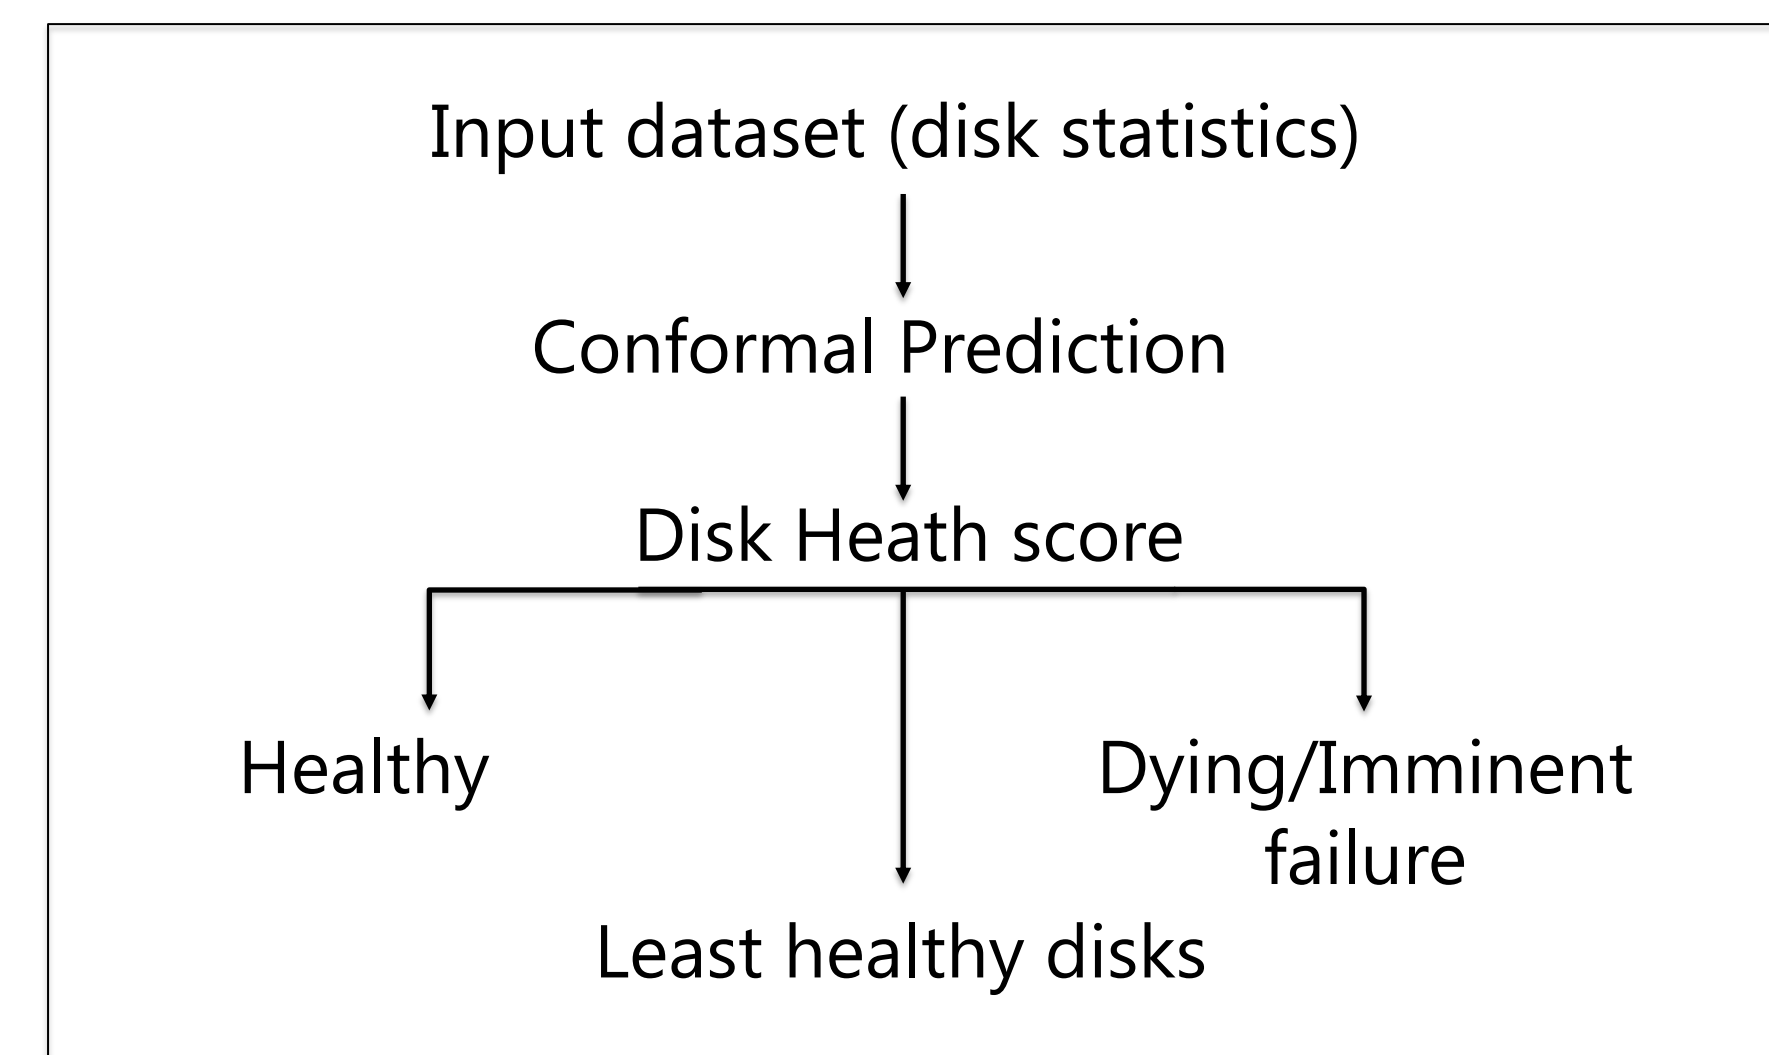 Input dataset (disk statistics)
Conformal Prediction
Disk Heath score
Healthy
Dying/Imminent
failure
Least healthy disks